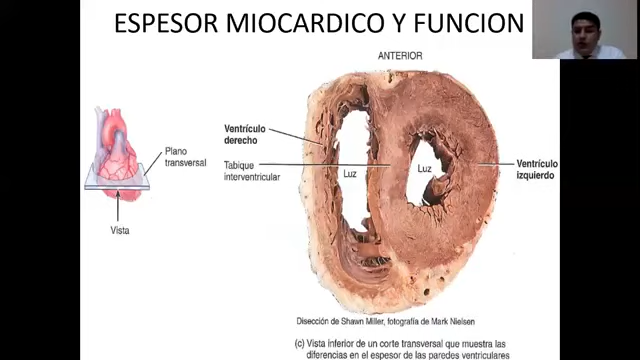 ESPESOR MIOCARDICO Y FUNCION
ANTERIOR
Ventrículo
derecho
Plano
transversal
Tabique
interventricular
Luz
Luz
Ventrículo
izquierdo
Vista
Disección de Shawn Miller, fotografía de Mark Nielsen
(c) Vista inferior de un corte transversal que muestra las
diferencias en el espesor de las paredes ventriculares